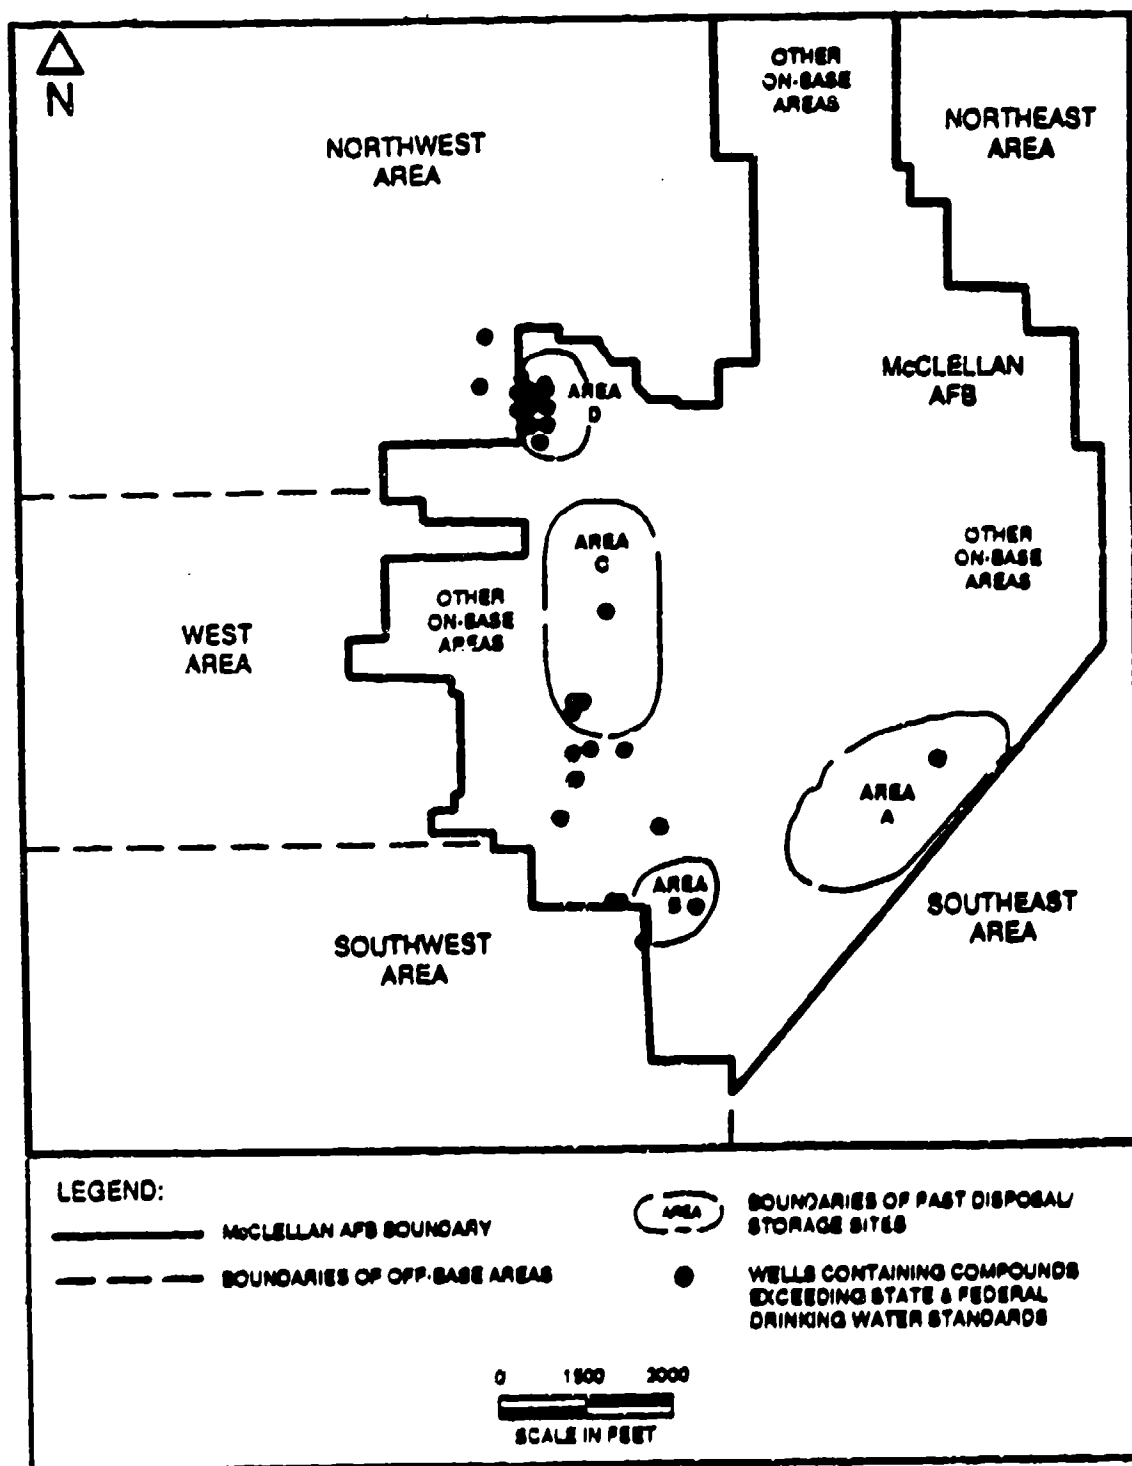 N
NORTHWEST
AREA
OTHER
ON-BASE
AREAS
NORTHEAST
AREA
McCLELLAN
AFB
AREA
D
AREA
C
OTHER
ON-BASE
AREAS
OTHER
ON-BASE
AREAS
WEST
AREA
AREA
A
AREA
B
SOUTHWEST
AREA
SOUTHEAST
AREA
LEGEND:
McCLELLAN AFB BOUNDARY
BOUNDARIES OF OFF-BASE AREAS
AREA
BOUNDARIES OF PAST DISPOSAL/
STORAGE SITES
WELLS CONTAINING COMPOUNDS
EXCEEDING STATE & FEDERAL
DRINKING WATER STANDARDS
0 1500 3000
SCALE IN FEET